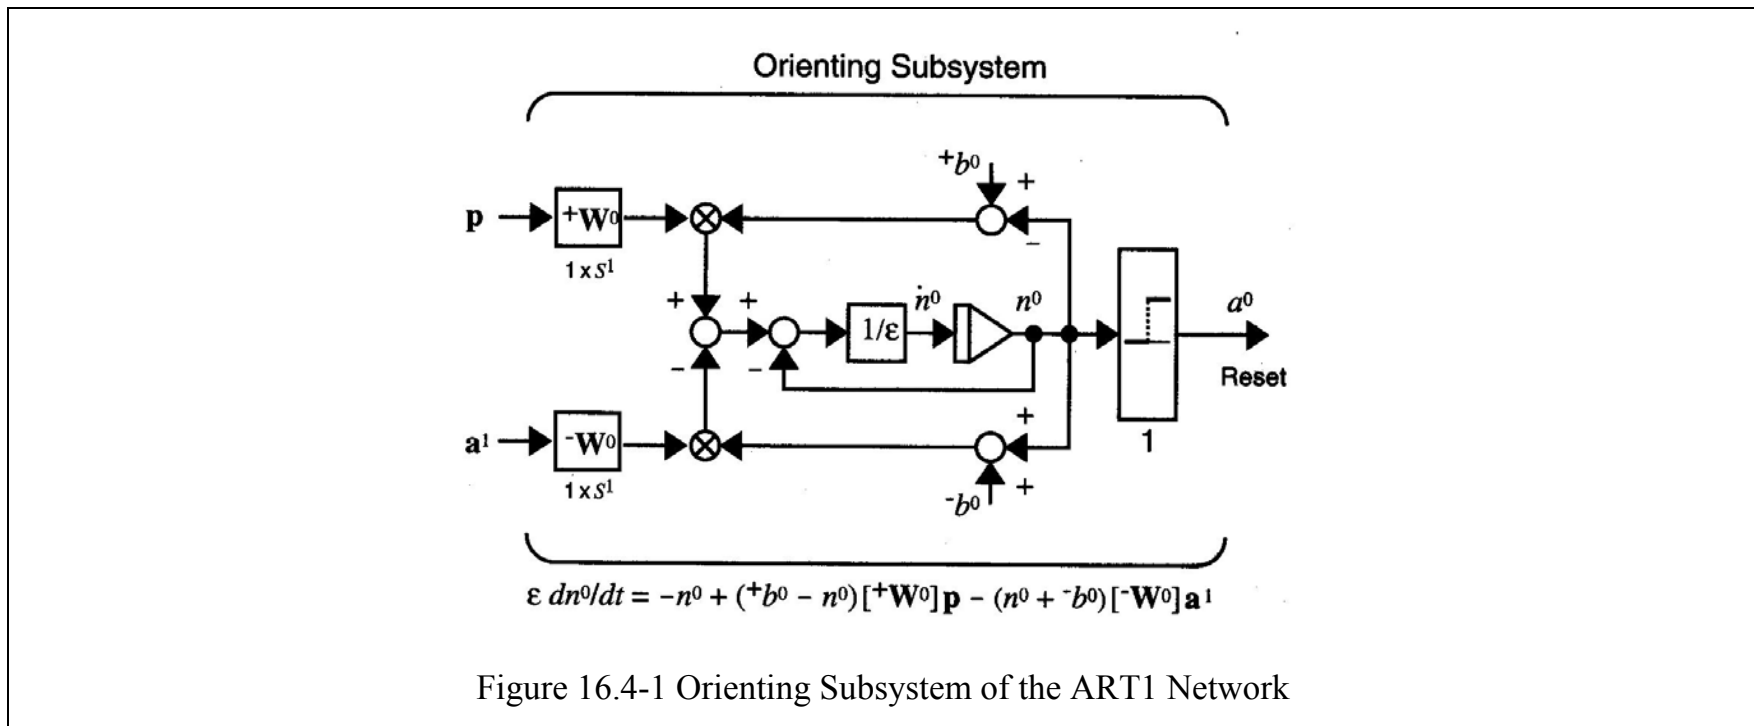 Orienting Subsystem
+b0
+
−
p
+W0
1 x S1
+
+
−
−
1/ε
ṅ0
n0
a0
Reset
1
a1
-W0
1 x S1
+
+
-b0
ε dn0/dt = −n0 + (+b0 − n0)[+W0]p − (n0 + -b0)[-W0]a1
Figure 16.4-1 Orienting Subsystem of the ART1 Network